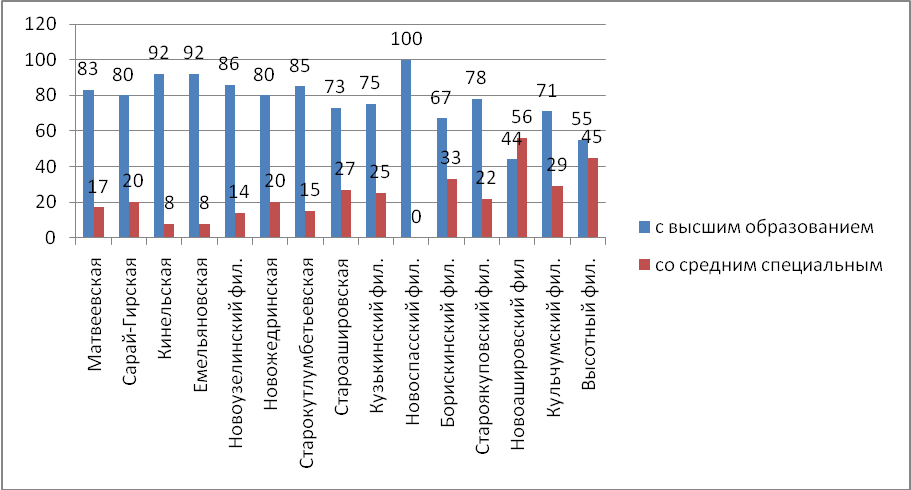 120
100
80
60
40
20
0
83
80
92
92
86
80
85
73
75
100
67
78
44
71
55
17
20
8
8
14
20
15
27
25
0
33
22
56
29
45
Матвеевская
Сарай-Гирская
Кинельская
Емельяновская
Новоузелинский фил.
Новожедринская
Старокутлумбетьевская
Староашировская
Кузькинский фил.
Новоспасский фил.
Борискинский фил.
Староякуповский фил.
Новоашировский фил
Кульчумский фил.
Высотный фил.
с высшим образованием
со средним специальным